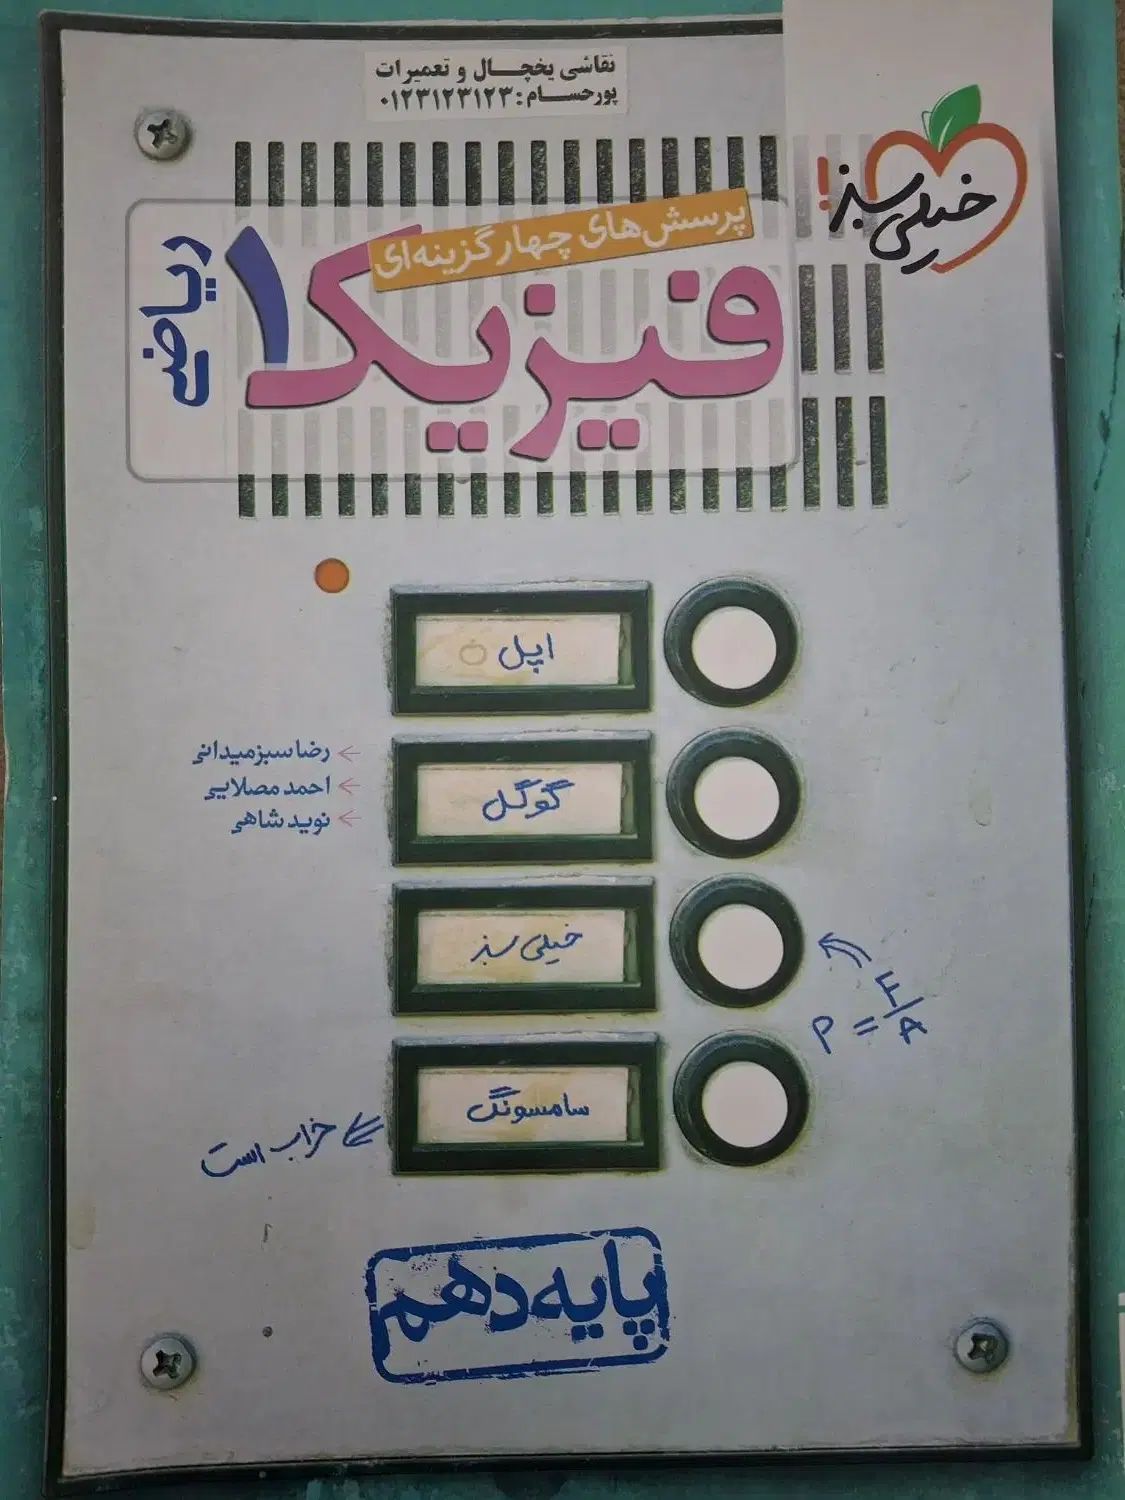 نقاشی یخچال و تعمیرات
پورحسام: ۰۱۲۳۱۲۳۱۲۳
خیلی سبز!
پرسش‌های چهارگزینه‌ای
فیزیک ۱
ریاضی
اپل
رضا سبزمیدانی
احمد مصلایی
نوید شاهی
گوگل
خیلی سبز
P = F/A
سامسونگ
خراب است
پایه دهم